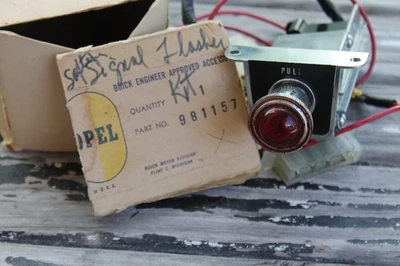 Signal Flasher
Kit
BUICK ENGINEER APPROVED ACCESS
QUANTITY 1
PART NO. 981157
OPEL
BUICK MOTOR DIVISION
FLINT 2, MICHIGAN
PULL